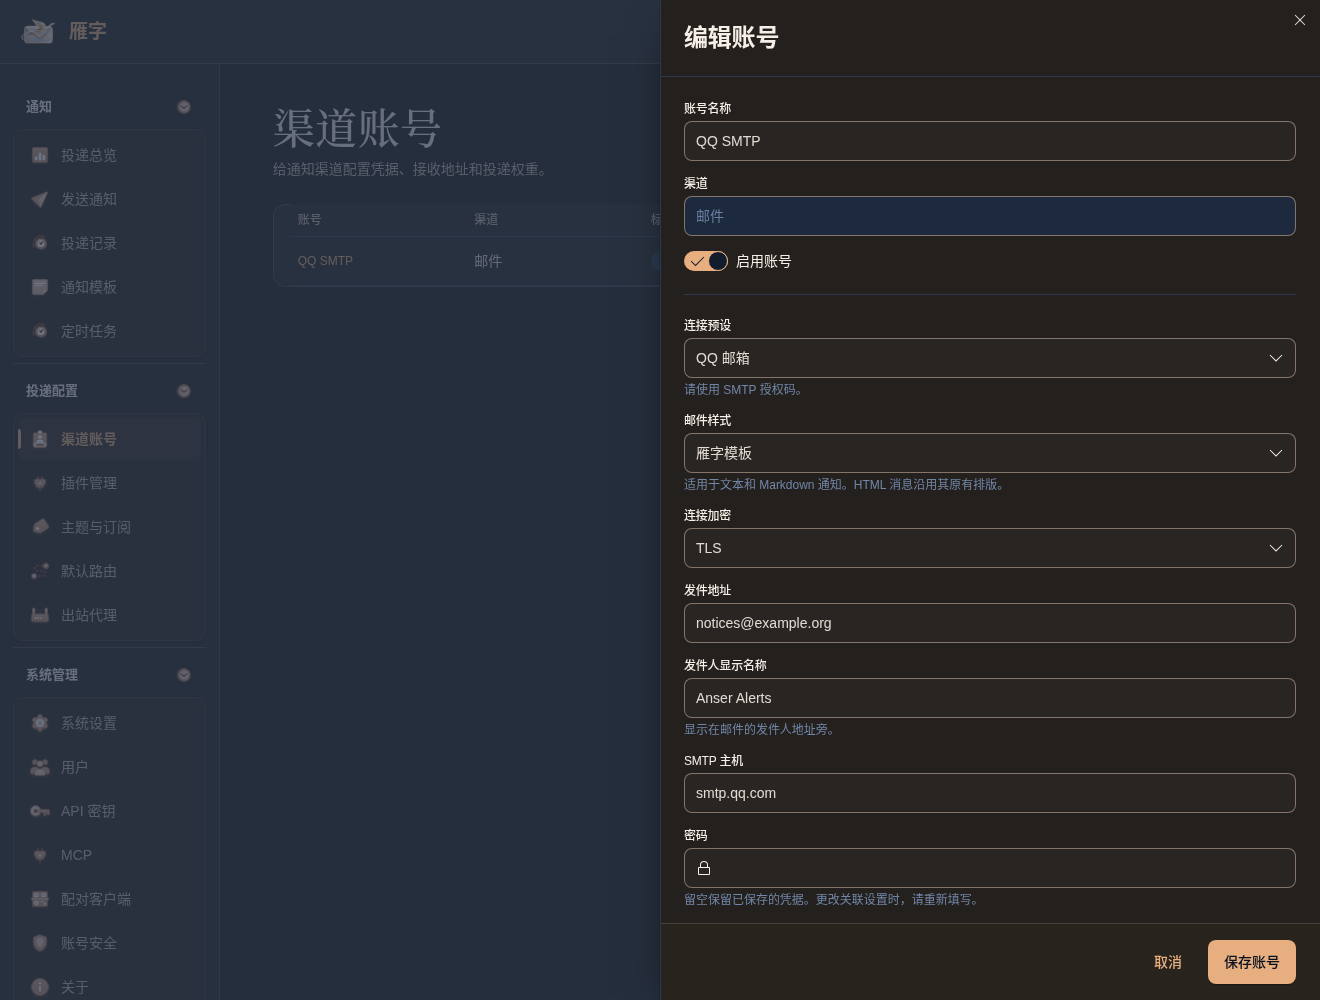 雁字
通知
投递总览
发送通知
投递记录
通知模板
定时任务
投递配置
渠道账号
插件管理
主题与订阅
默认路由
出站代理
系统管理
系统设置
用户
API 密钥
MCP
配对客户端
账号安全
关于
渠道账号
给通知渠道配置凭据、接收地址和投递权重。
账号 渠道 标
QQ SMTP 邮件
编辑账号
账号名称
QQ SMTP
渠道
邮件
启用账号
连接预设
QQ 邮箱
请使用 SMTP 授权码。
邮件样式
雁字模板
适用于文本和 Markdown 通知。HTML 消息沿用其原有排版。
连接加密
TLS
发件地址
notices@example.org
发件人显示名称
Anser Alerts
显示在邮件的发件人地址旁。
SMTP 主机
smtp.qq.com
密码
留空保留已保存的凭据。更改关联设置时，请重新填写。
取消
保存账号